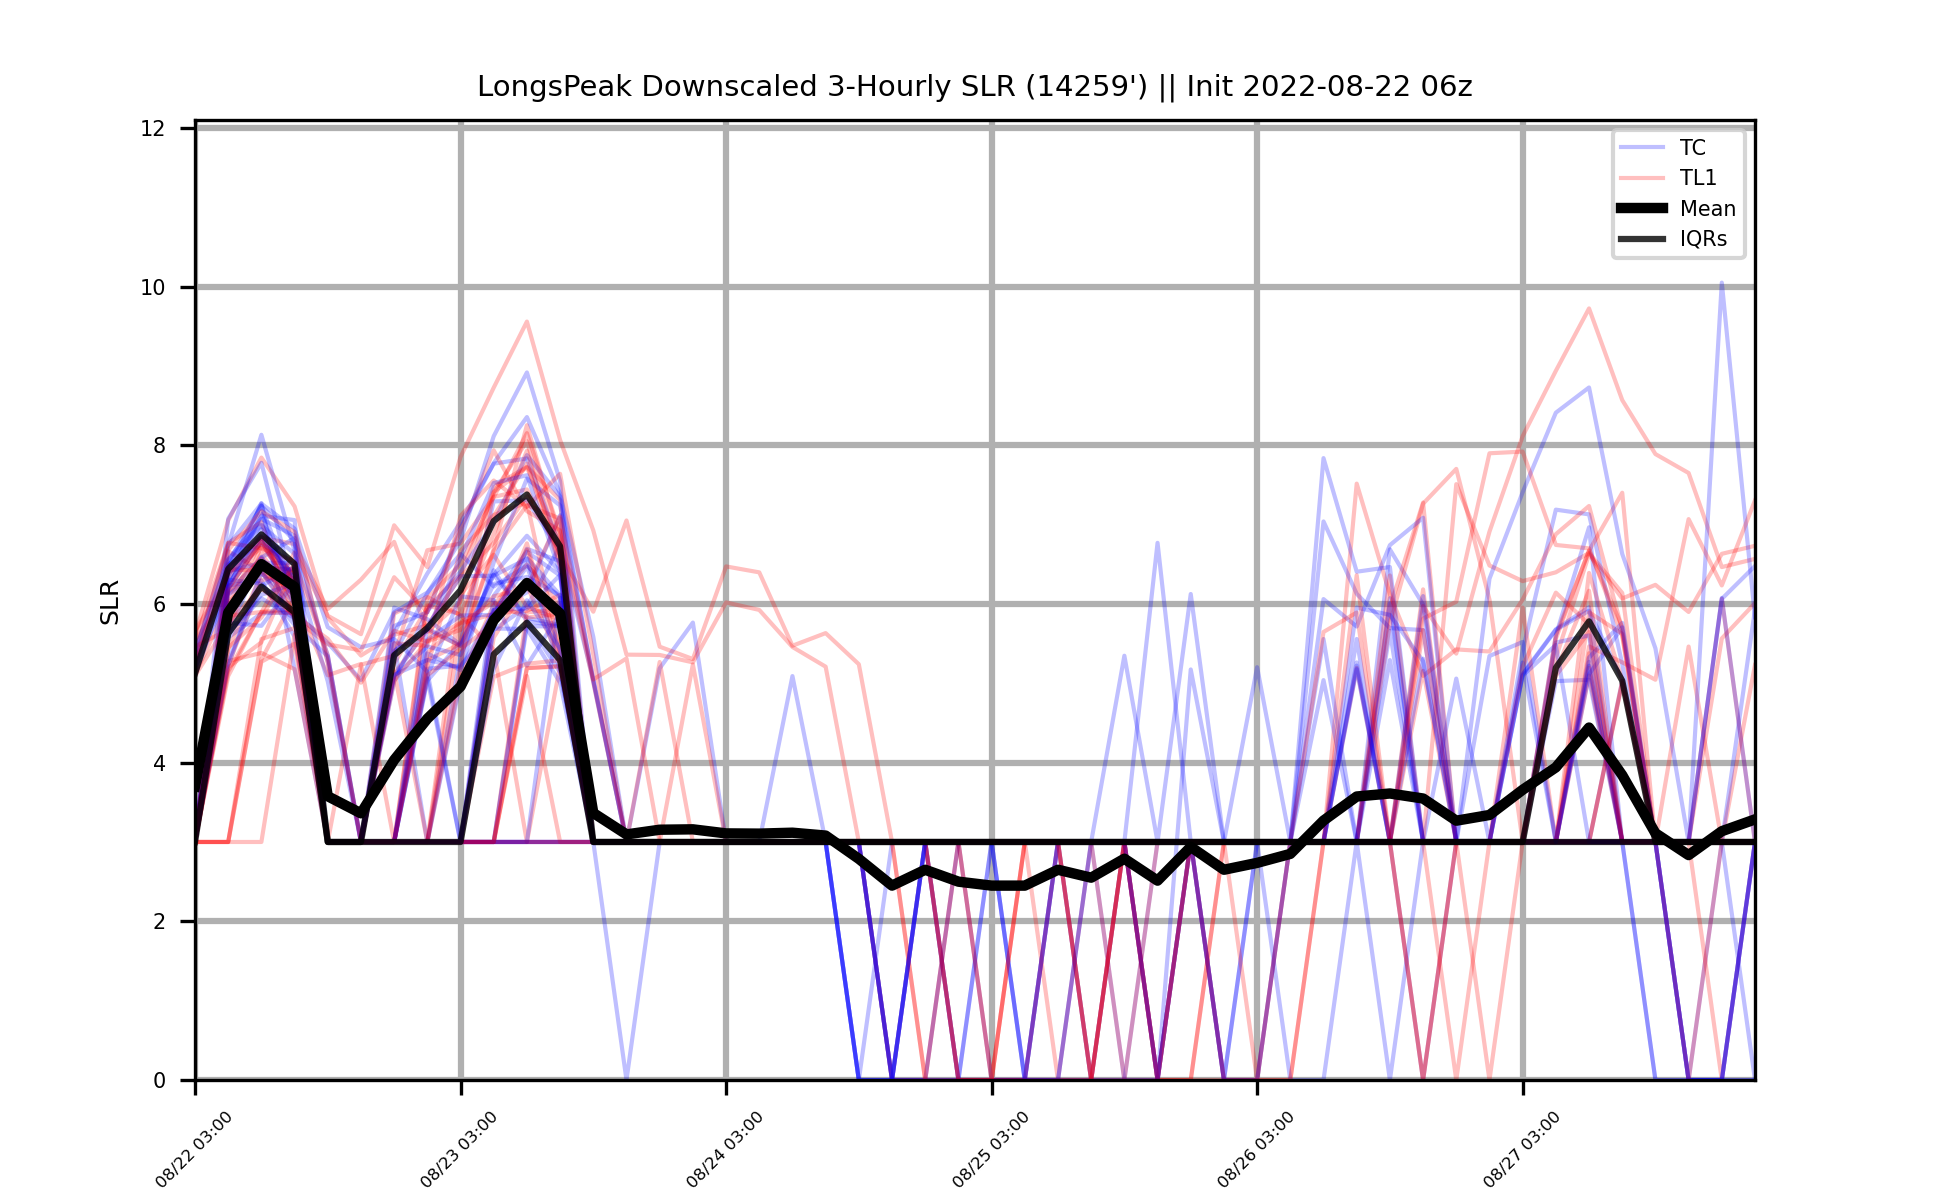 LongsPeak Downscaled 3-Hourly SLR (14259') || Init 2022-08-22 06z
12
10
8
6
4
2
0
SLR
TC
TL1
Mean
IQRs
08/22 03:00
08/23 03:00
08/24 03:00
08/25 03:00
08/26 03:00
08/27 03:00